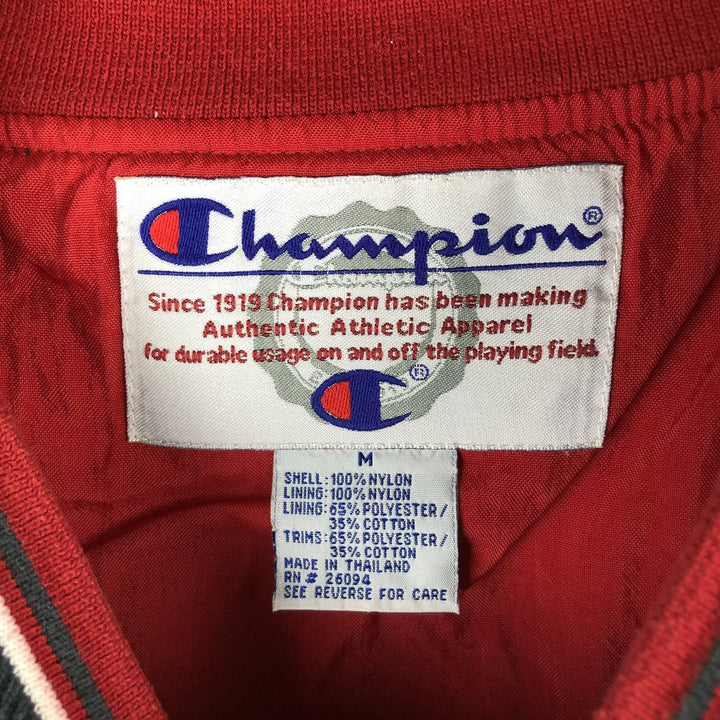 Champion®
Since 1919 Champion has been making
Authentic Athletic Apparel
for durable usage on and off the playing field.
®
M
SHELL: 100% NYLON
LINING: 100% NYLON
LINING: 65% POLYESTER/
35% COTTON
TRIMS: 65% POLYESTER/
35% COTTON
MADE IN THAILAND
RN # 26094
SEE REVERSE FOR CARE